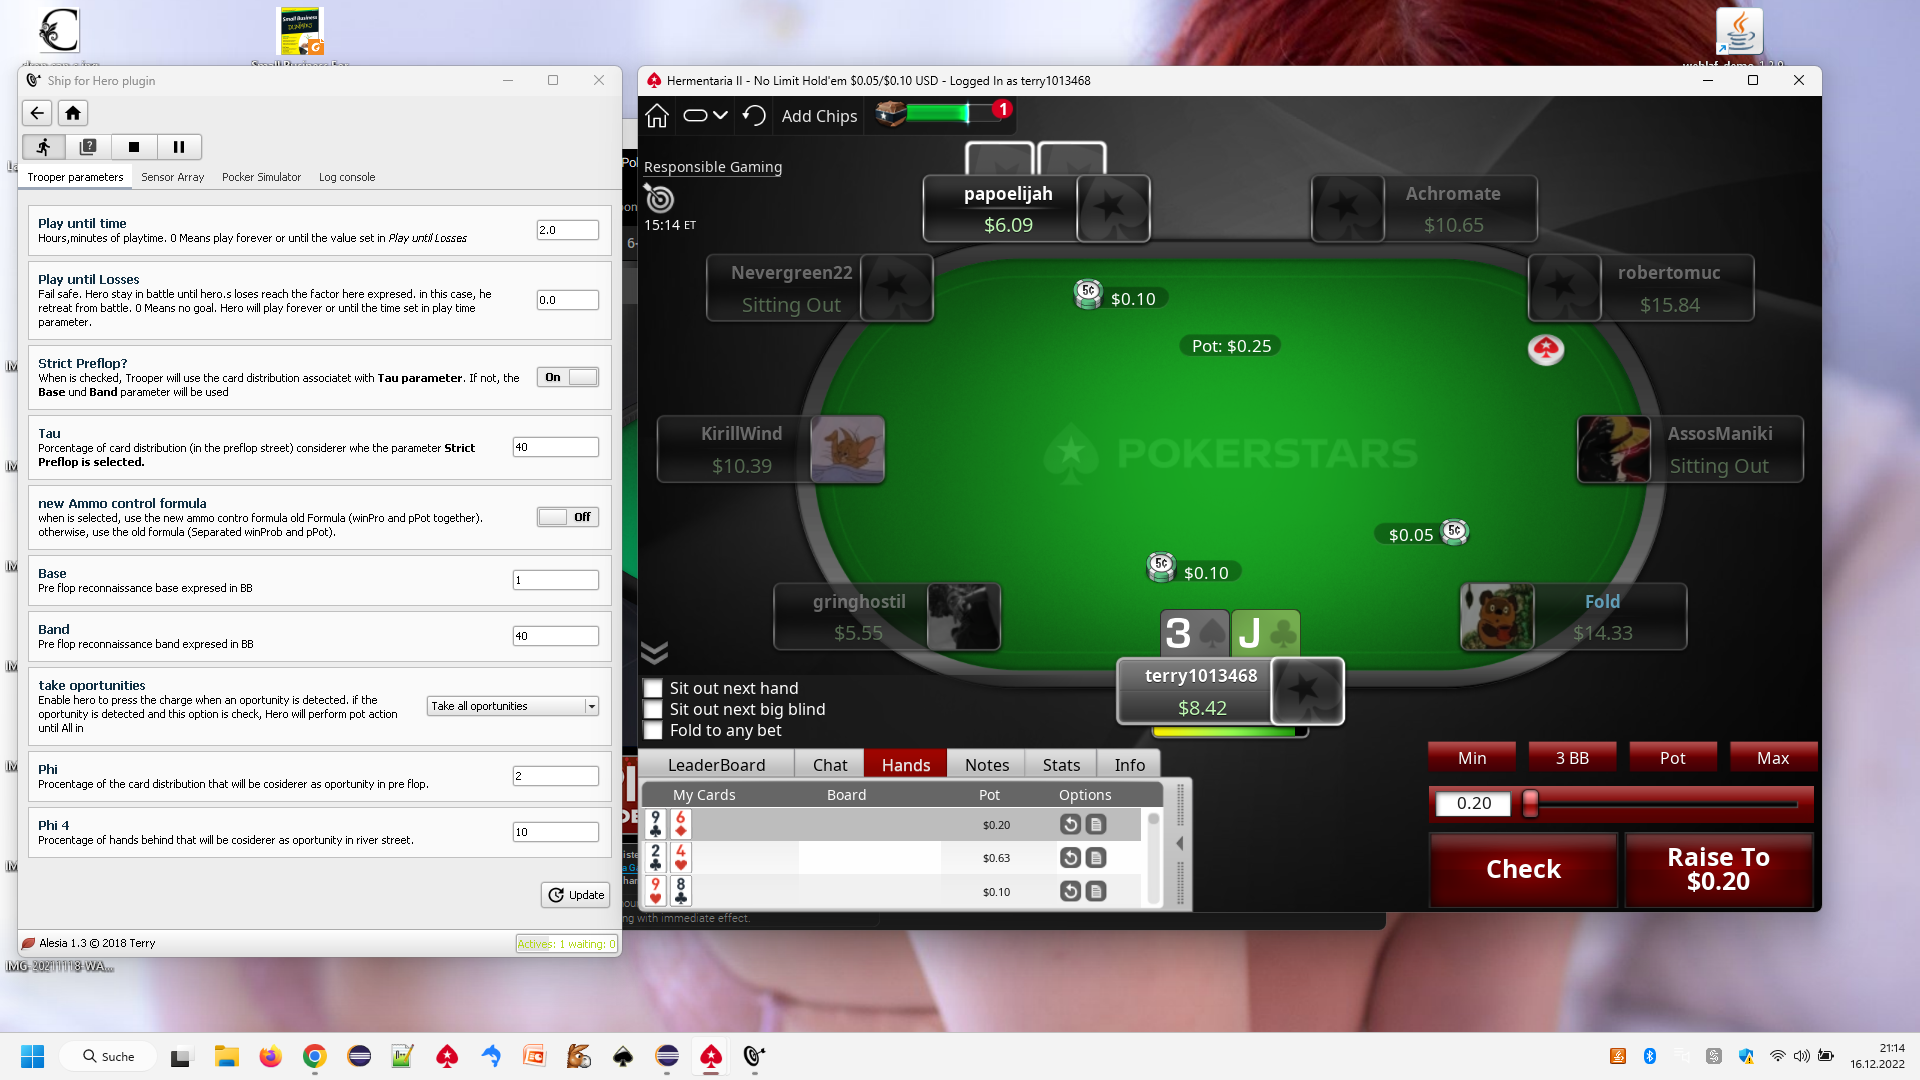 Ship for Hero plugin
Trooper parameters
Sensor Array
Pocker Simulator
Log console
Play until time
Hours,minutes of playtime. 0 Means play forever or until the value set in Play until Losses
2.0
Play until Losses
Fail safe. Hero stay in battle until hero.s loses reach the factor here expresed. in this case, he
retreat from battle. 0 Means no goal. Hero will play forever or until the time set in play time
parameter.
0.0
Strict Preflop?
When is checked, Trooper will use the card distribution associatet with Tau parameter. If not, the
Base und Band parameter will be used
On
Tau
Porcentage of card distribution (in the preflop street) considerer whe the parameter Strict
Preflop is selected.
40
new Ammo control formula
when is selected, use the new ammo contro formula old Formula (winPro and pPot together).
otherwise, use the old formula (Separated winProb and pPot).
Off
Base
Pre flop reconnaissance base expresed in BB
1
Band
Pre flop reconnaissance band expresed in BB
40
take oportunities
Enable hero to press the charge when an oportunity is detected. if the
oportunity is detected and this option is check, Hero will perform pot action
until All in
Take all oportunities
Phi
Percentage of the card distribution that will be cosiderer as oportunity in pre flop.
2
Phi 4
Procentage of hands behind that will be cosiderer as oportunity in river street.
10
Update
Alesia 1.3 © 2018 Terry
Actives: 1 waiting: 0
Hermentaria II - No Limit Hold'em $0.05/$0.10 USD - Logged In as terry1013468
Add Chips
1
Responsible Gaming
15:14 ET
papoelijah
$6.09
Achromate
$10.65
Nevergreen22
Sitting Out
robertomuc
$15.84
5¢
$0.10
Pot: $0.25
KirillWind
$10.39
POKERSTARS
AssosManiki
Sitting Out
$0.05
5¢
5¢
$0.10
gringhostil
$5.55
3
J
Fold
$14.33
terry1013468
$8.42
Sit out next hand
Sit out next big blind
Fold to any bet
LeaderBoard
Chat
Hands
Notes
Stats
Info
My Cards
Board
Pot
Options
9
6
$0.20
2
4
$0.63
9
8
$0.10
Min
3 BB
Pot
Max
0.20
Check
Raise To
$0.20
ng with immediate effect.
Small Business
DUMMIES
IMG-20211118-WA...
Suche
21:14
16.12.2022